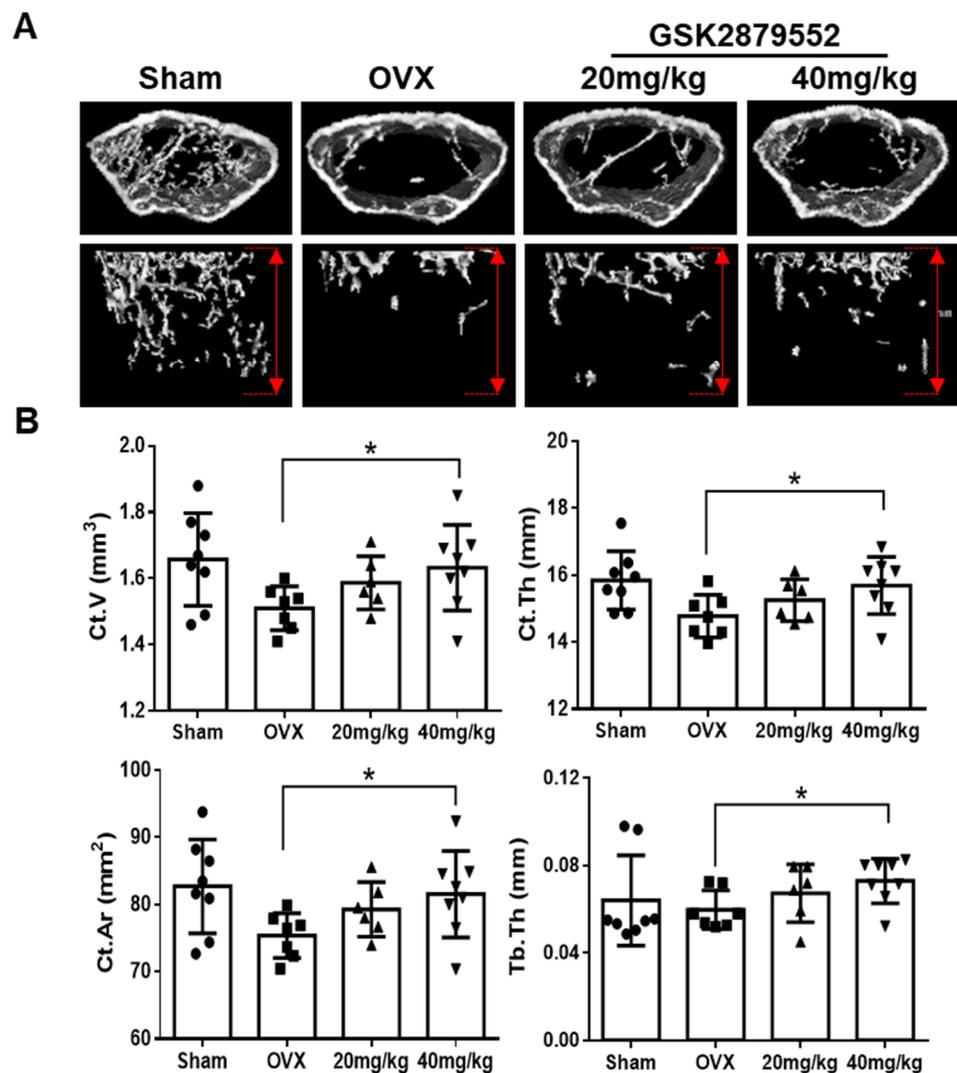 A
GSK2879552
Sham OVX 20mg/kg 40mg/kg
B
2.0
1.8
1.6
1.4
1.2
Ct.V (mm3)
*
Sham OVX 20mg/kg 40mg/kg
20
18
16
14
12
Ct.Th (mm)
*
Sham OVX 20mg/kg 40mg/kg
100
90
80
70
60
Ct.Ar (mm2)
*
Sham OVX 20mg/kg 40mg/kg
0.12
0.08
0.04
0.00
Tb.Th (mm)
*
Sham OVX 20mg/kg 40mg/kg